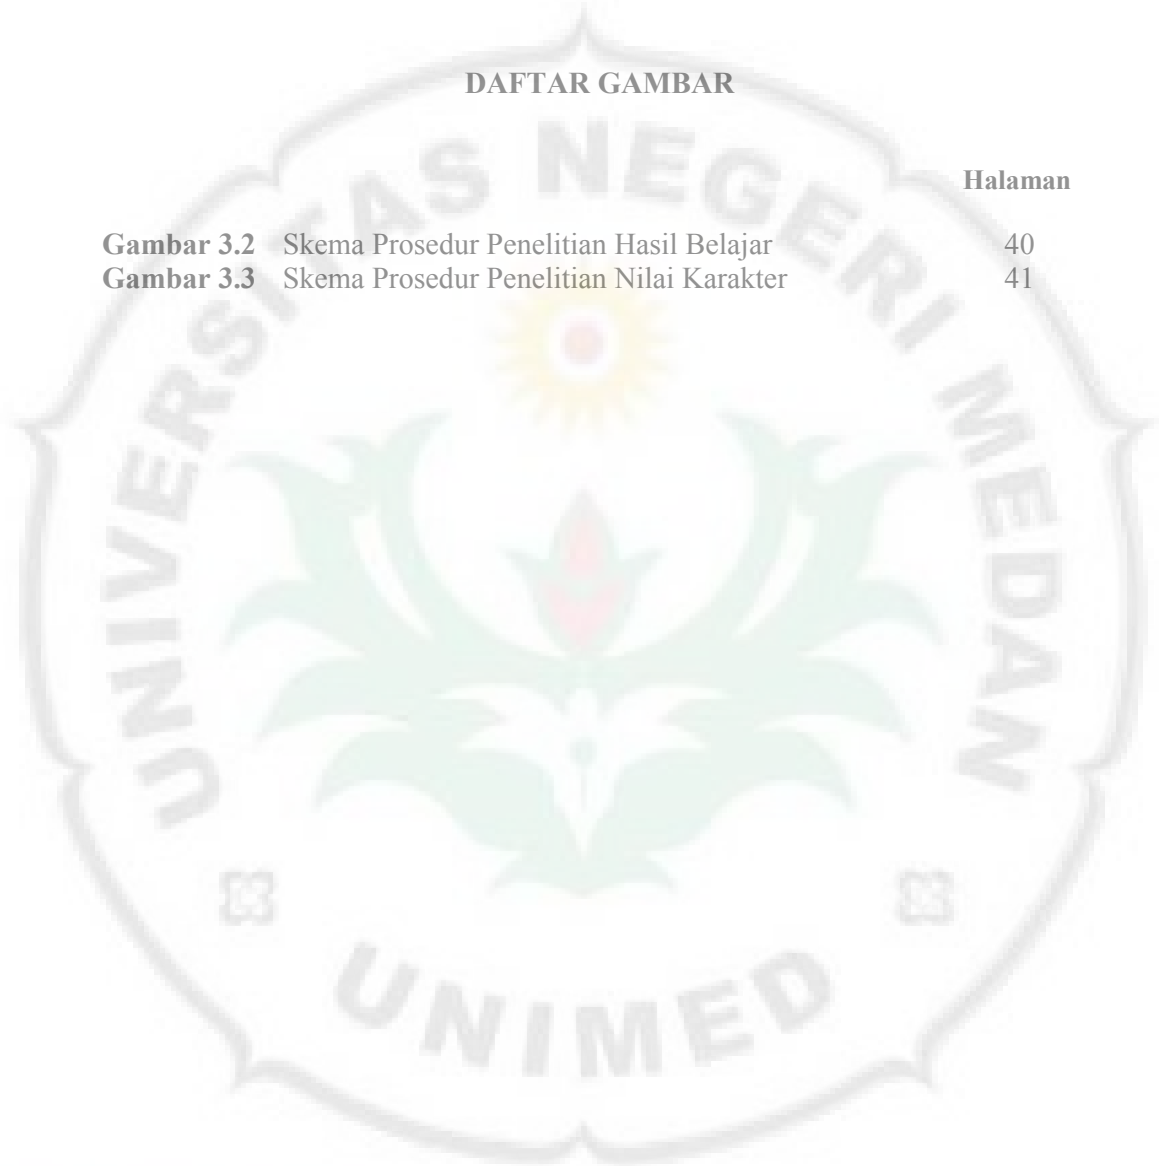 DAFTAR GAMBAR
Halaman
Gambar 3.2 Skema Prosedur Penelitian Hasil Belajar 40
Gambar 3.3 Skema Prosedur Penelitian Nilai Karakter 41
UNIVERSITAS NEGERI MEDAN
UNIMED